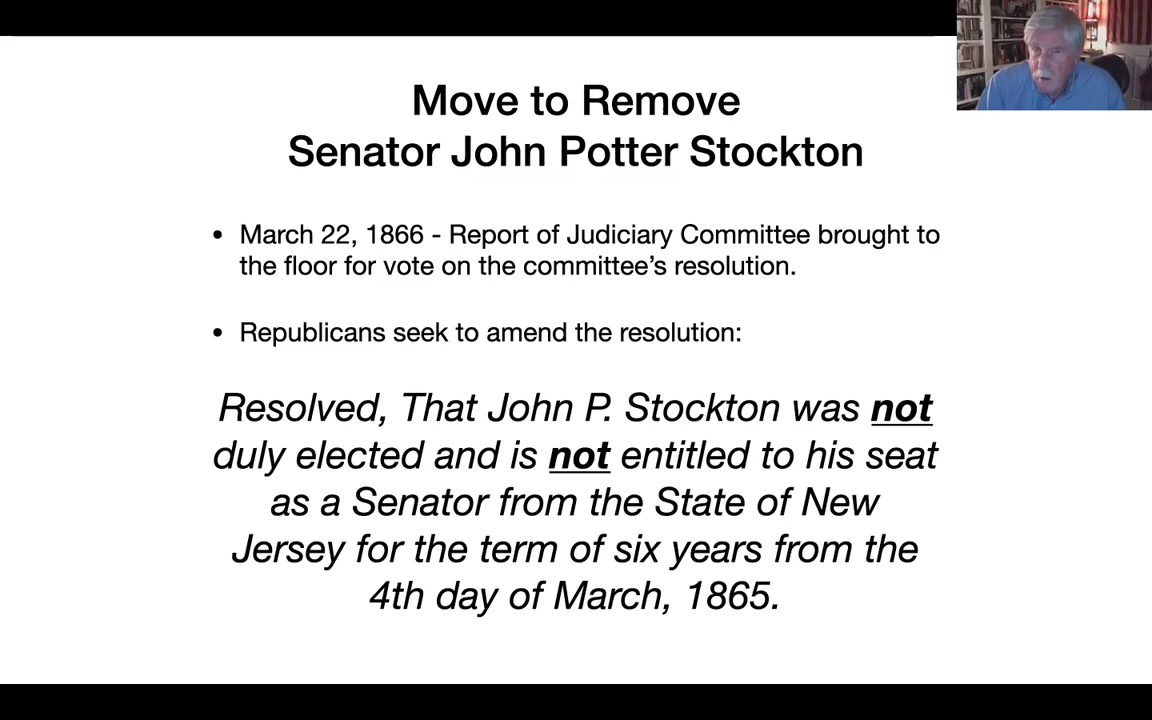 Move to Remove
Senator John Potter Stockton
• March 22, 1866 - Report of Judiciary Committee brought to
the floor for vote on the committee’s resolution.
• Republicans seek to amend the resolution:
Resolved, That John P. Stockton was not
duly elected and is not entitled to his seat
as a Senator from the State of New
Jersey for the term of six years from the
4th day of March, 1865.